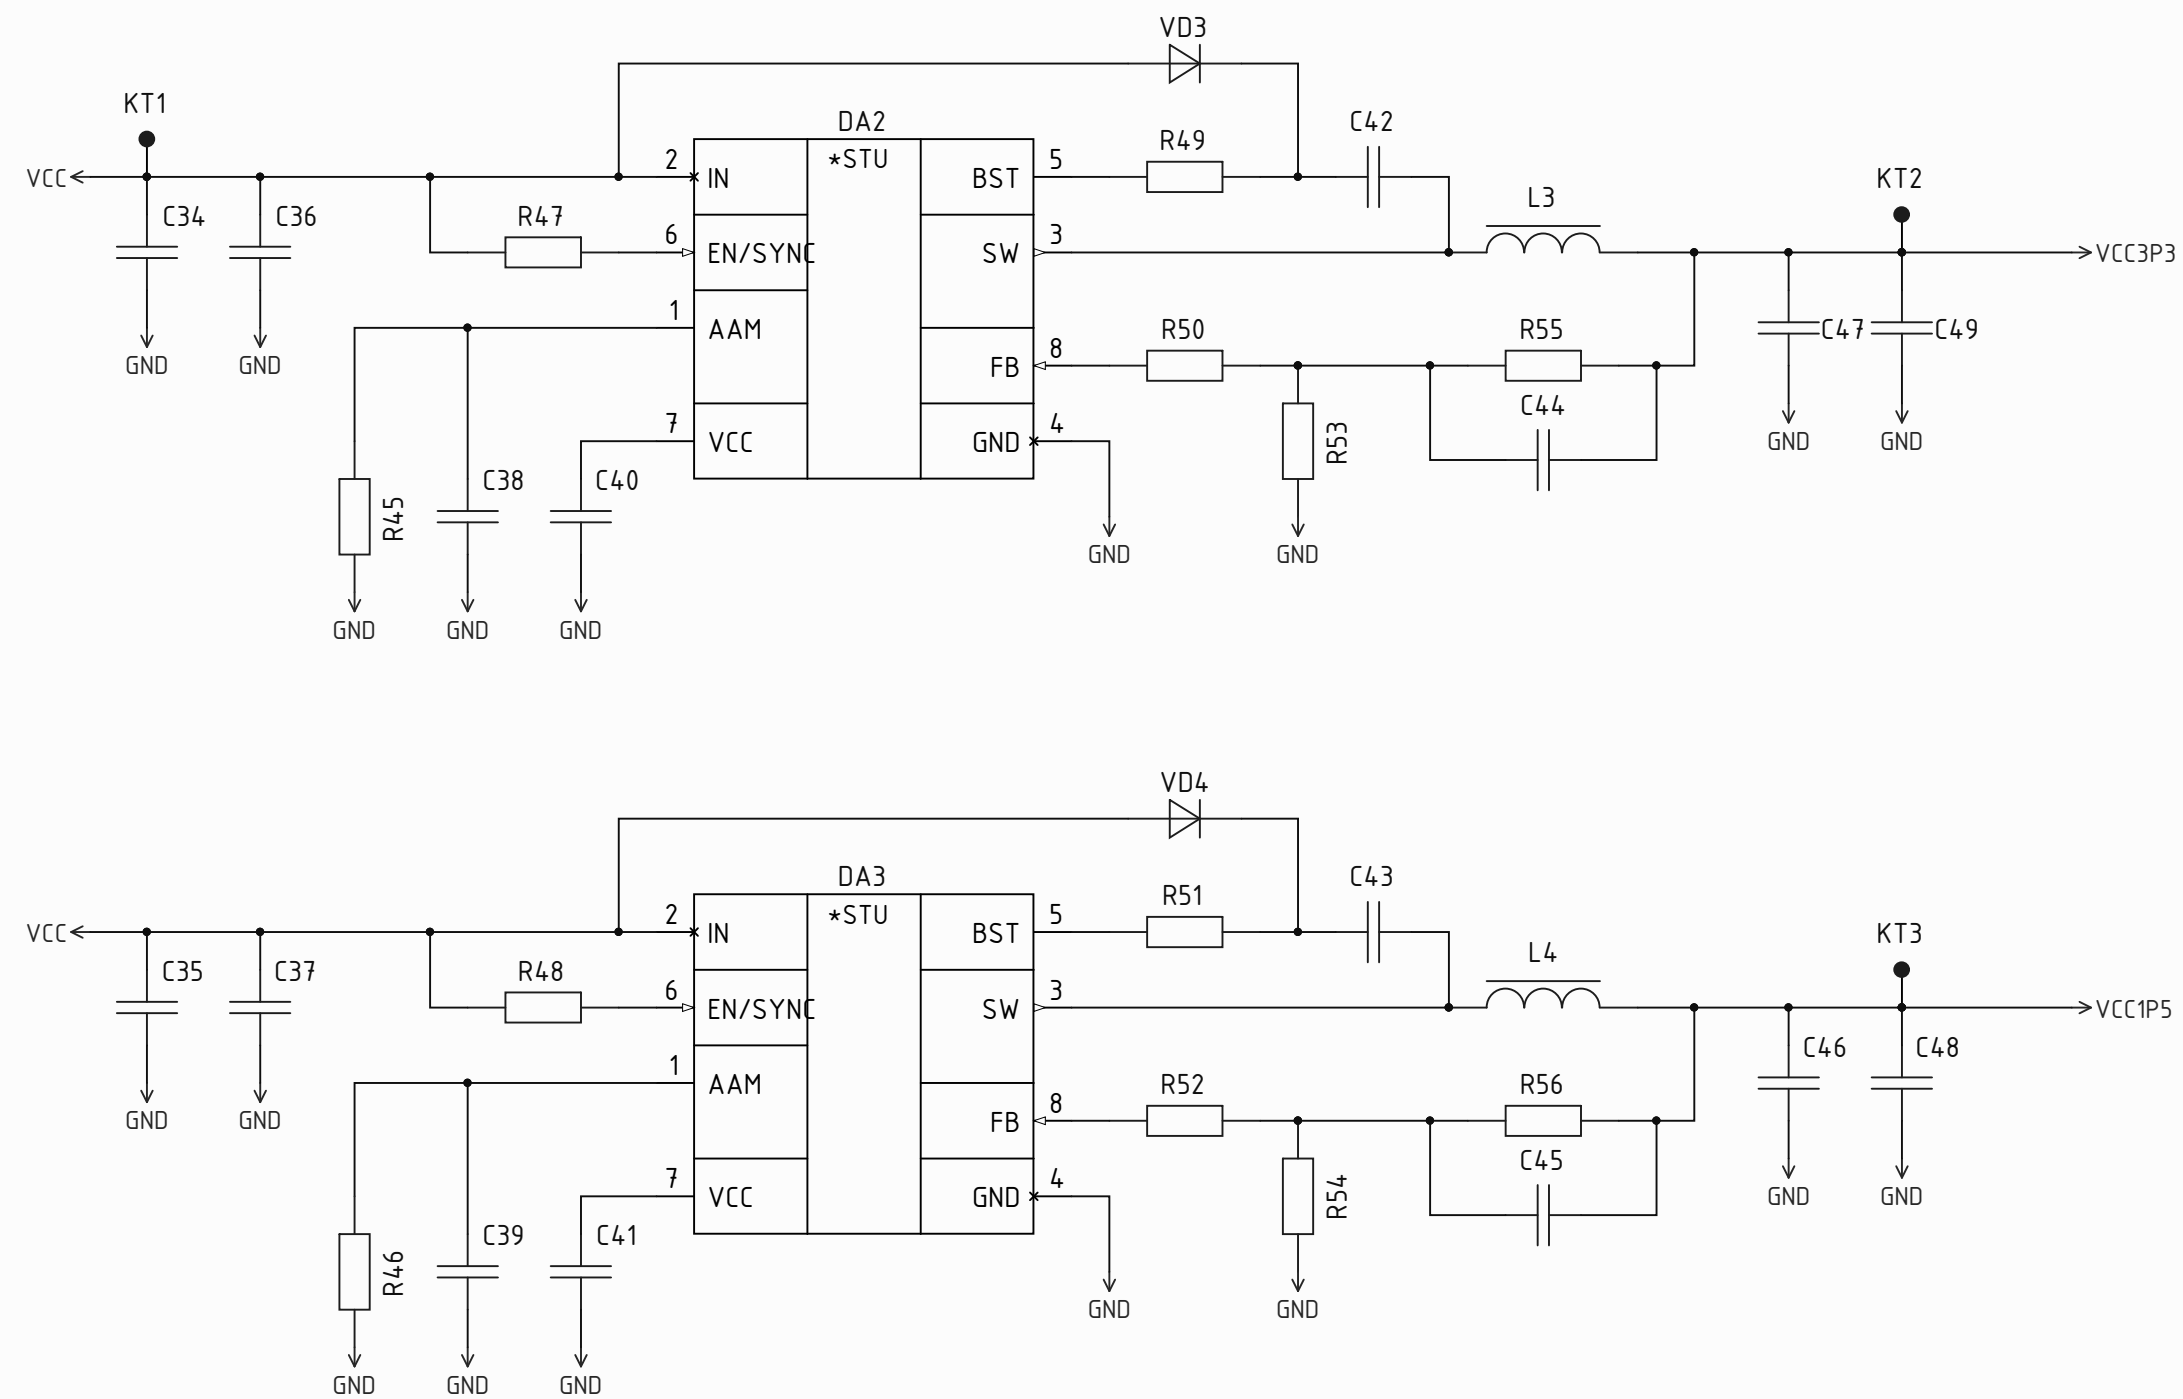 VD3
KT1
DA2
C42
R49
2
*STU
5
VCC
IN
BST
KT2
L3
C34
C36
R47
6
3
EN/SYNC
SW
VCC3P3
1
AAM
R50
8
R55
C47
C49
GND
GND
FB
C44
7
4
R53
GND
GND
VCC
GND
C38
C40
R45
GND
GND
GND
GND
GND
VD4
DA3
C43
R51
2
*STU
5
VCC
IN
BST
KT3
L4
C35
C37
R48
6
3
EN/SYNC
SW
VCC1P5
C46
C48
1
AAM
R52
8
R56
GND
GND
FB
C45
7
4
R54
VCC
GND
GND
GND
C39
C41
R46
GND
GND
GND
GND
GND